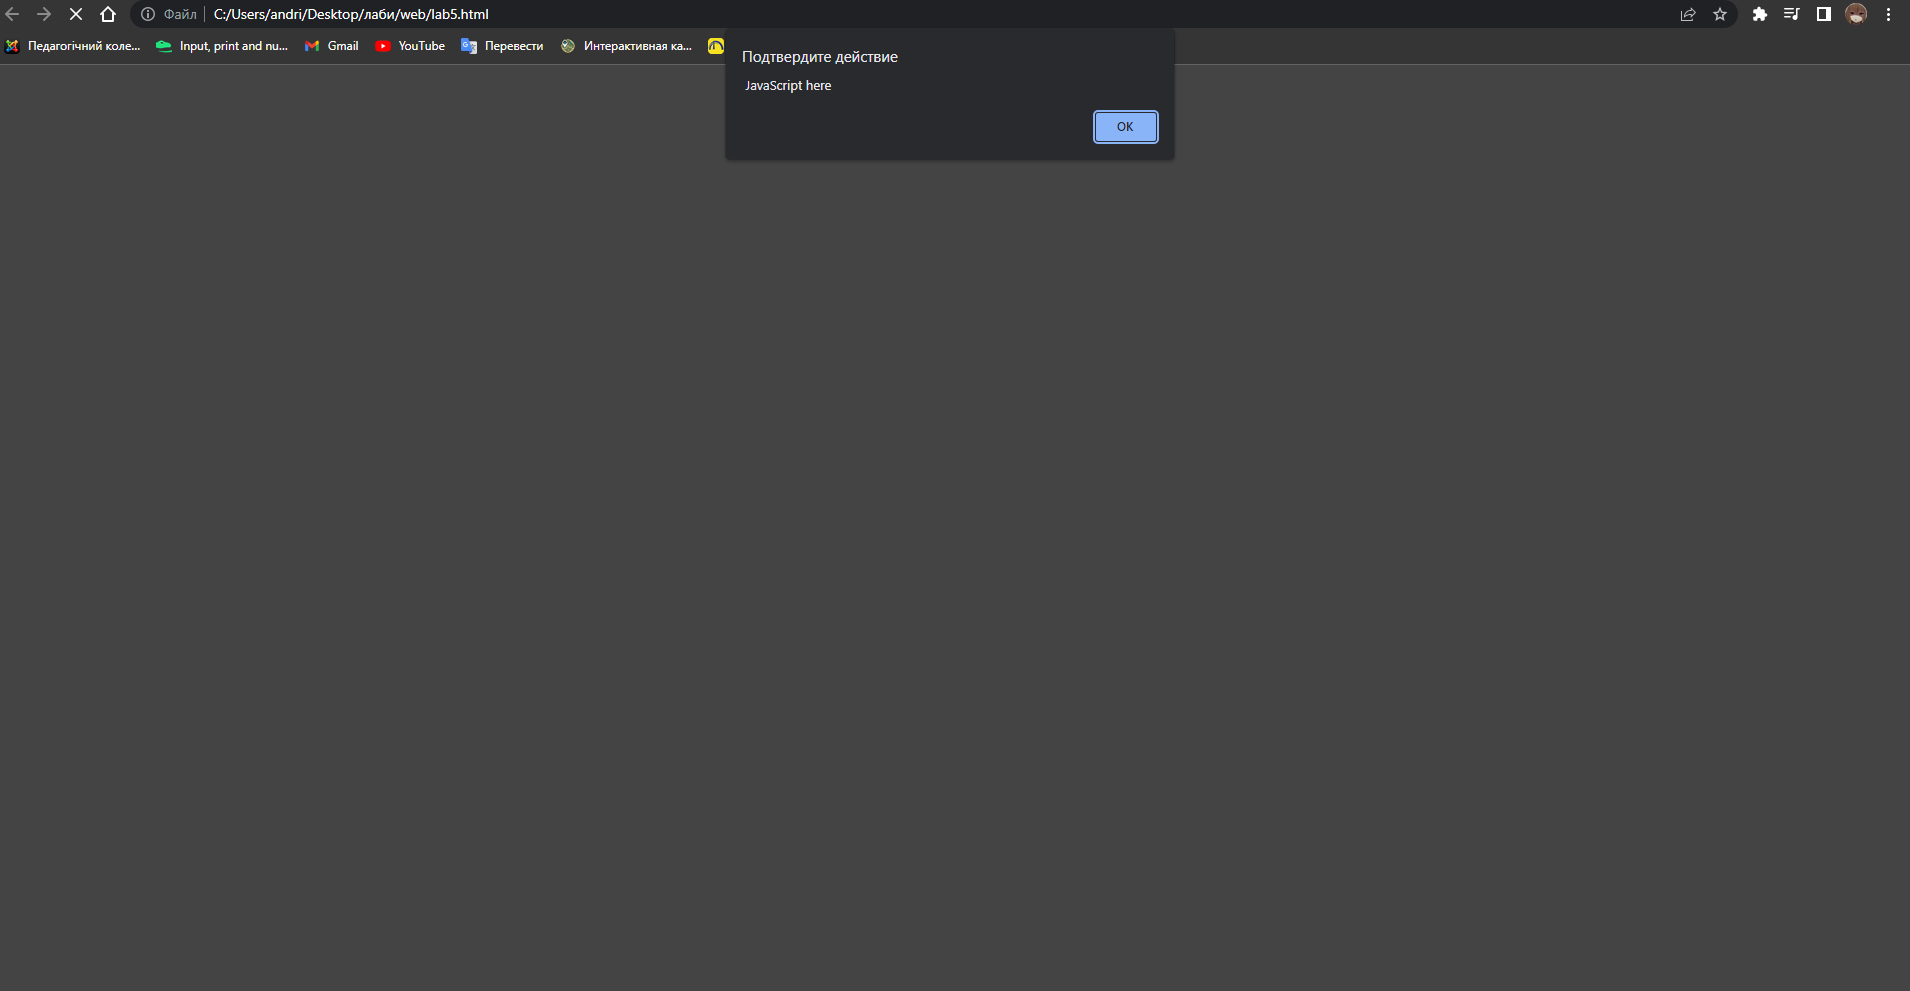 Файл C:/Users/andri/Desktop/лаби/web/lab5.html
Педагогічний коле... Input, print and nu... Gmail YouTube Перевести Интерактивная ка...
Подтвердите действие
JavaScript here
OK